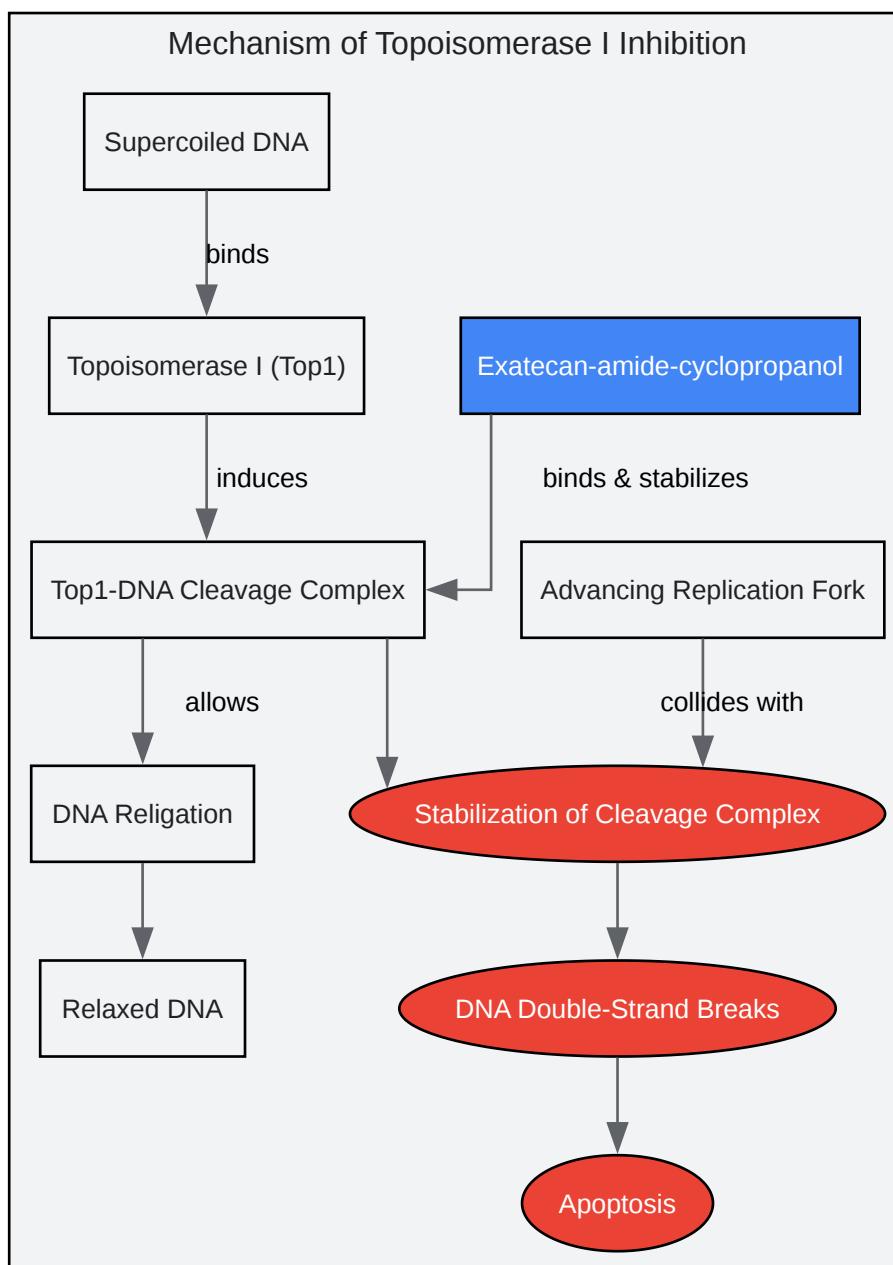 Mechanism of Topoisomerase I Inhibition
Supercoiled DNA
binds
Topoisomerase I (Top1)
Exatecan-amide-cyclopropanol
induces
binds & stabilizes
Top1-DNA Cleavage Complex
Advancing Replication Fork
allows
collides with
DNA Religation
Stabilization of Cleavage Complex
Relaxed DNA
DNA Double-Strand Breaks
Apoptosis